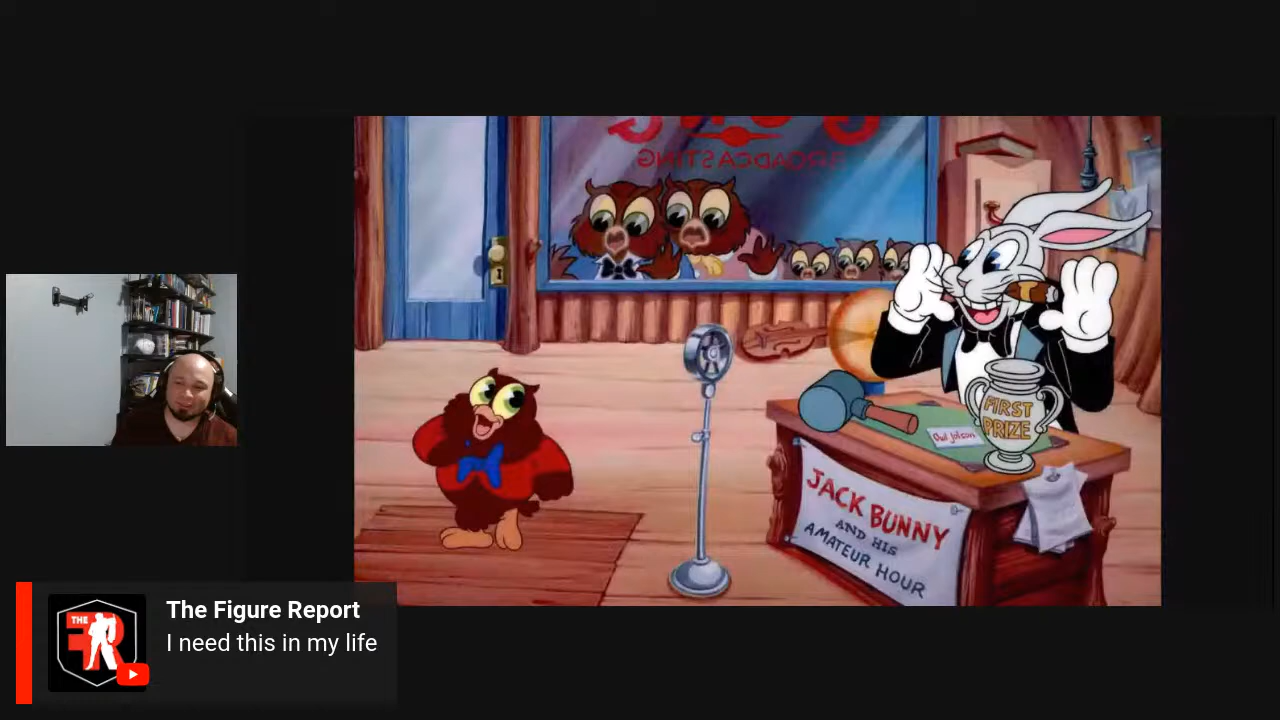 BROADCASTING
Owl Jolson
FIRST
PRIZE
JACK BUNNY
AND HIS
AMATEUR HOUR
THE
FR
The Figure Report
I need this in my life